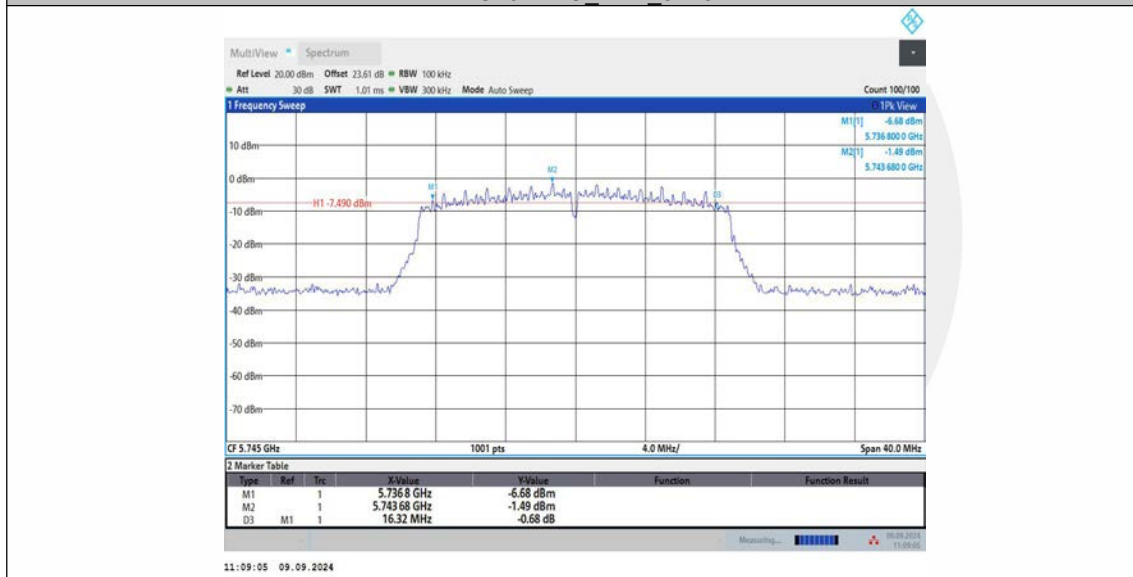 MultiView Spectrum
Ref Level 20.00 dBm Offset 23.61 dB RBW 100 kHz
Att 30 dB SWT 1.01 ms VBW 300 kHz Mode Auto Sweep Count 100/100
1 Frequency Sweep 1Pk View
M1[1] -6.68 dBm
5.736 800 0 GHz
M2[1] -1.49 dBm
5.743 680 0 GHz
10 dBm
0 dBm
M2
M1
D3
H1 -7.490 dBm
-10 dBm
-20 dBm
-30 dBm
-40 dBm
-50 dBm
-60 dBm
-70 dBm
CF 5.745 GHz 1001 pts 4.0 MHz/ Span 40.0 MHz
2 Marker Table
Type Ref Trc X-Value Y-Value Function Function Result
M1 1 5.736 8 GHz -6.68 dBm
M2 1 5.743 68 GHz -1.49 dBm
D3 M1 1 16.32 MHz -0.68 dB
Measuring...
09.09.2024
11:09:05
11:09:05 09.09.2024